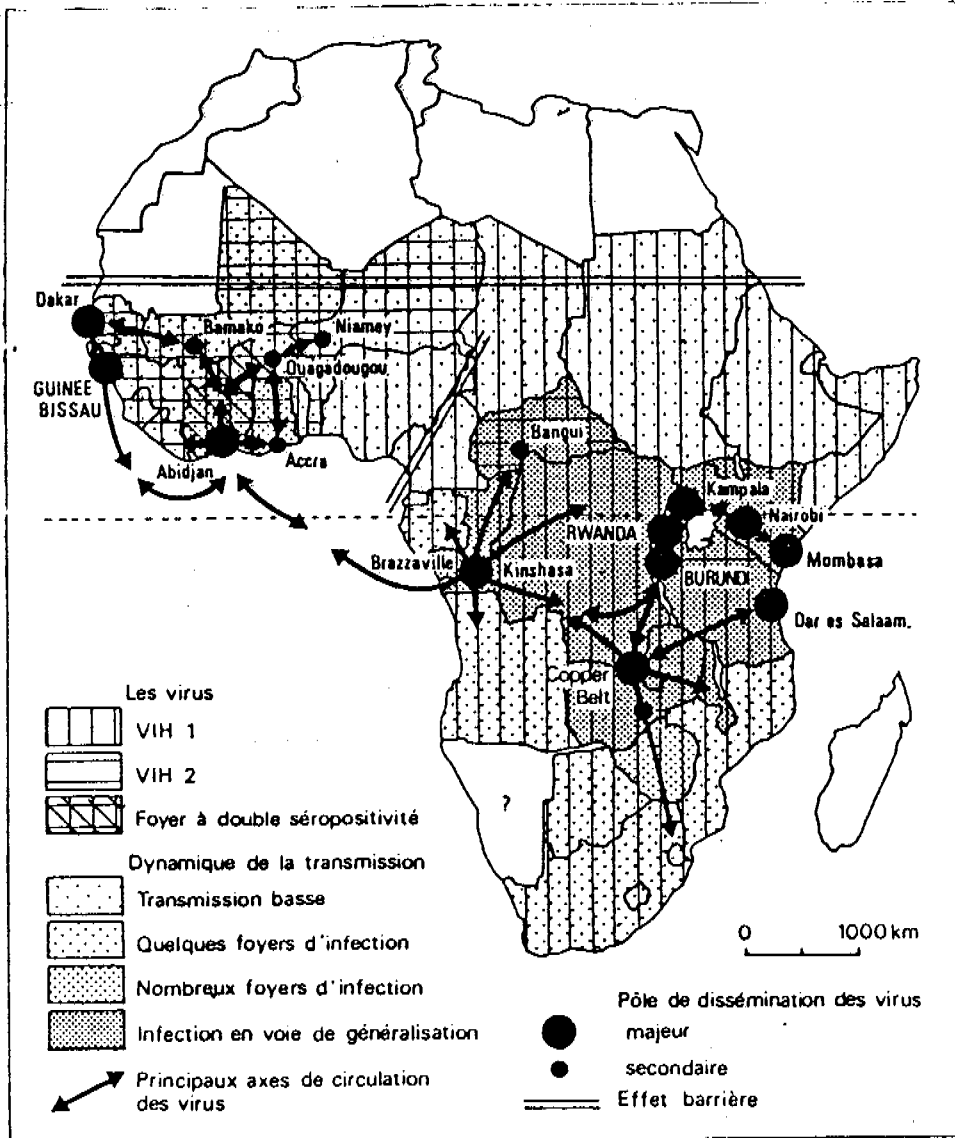 Dakar
Bamako
Niamey
Ouagadougou
GUINEE
BISSAU
Abidjan
Accra
Bangui
Kampala
Nairobi
RWANDA
Brazzaville
Kinshasa
BURUNDI
Mombasa
Dar es Salaam.
Copper
Belt
?
Les virus
VIH 1
VIH 2
Foyer à double séropositivité
Dynamique de la transmission
Transmission basse
Quelques foyers d'infection
Nombreux foyers d'infection
Infection en voie de généralisation
Principaux axes de circulation
des virus
0 1000 km
Pôle de dissémination des virus
majeur
secondaire
Effet barrière